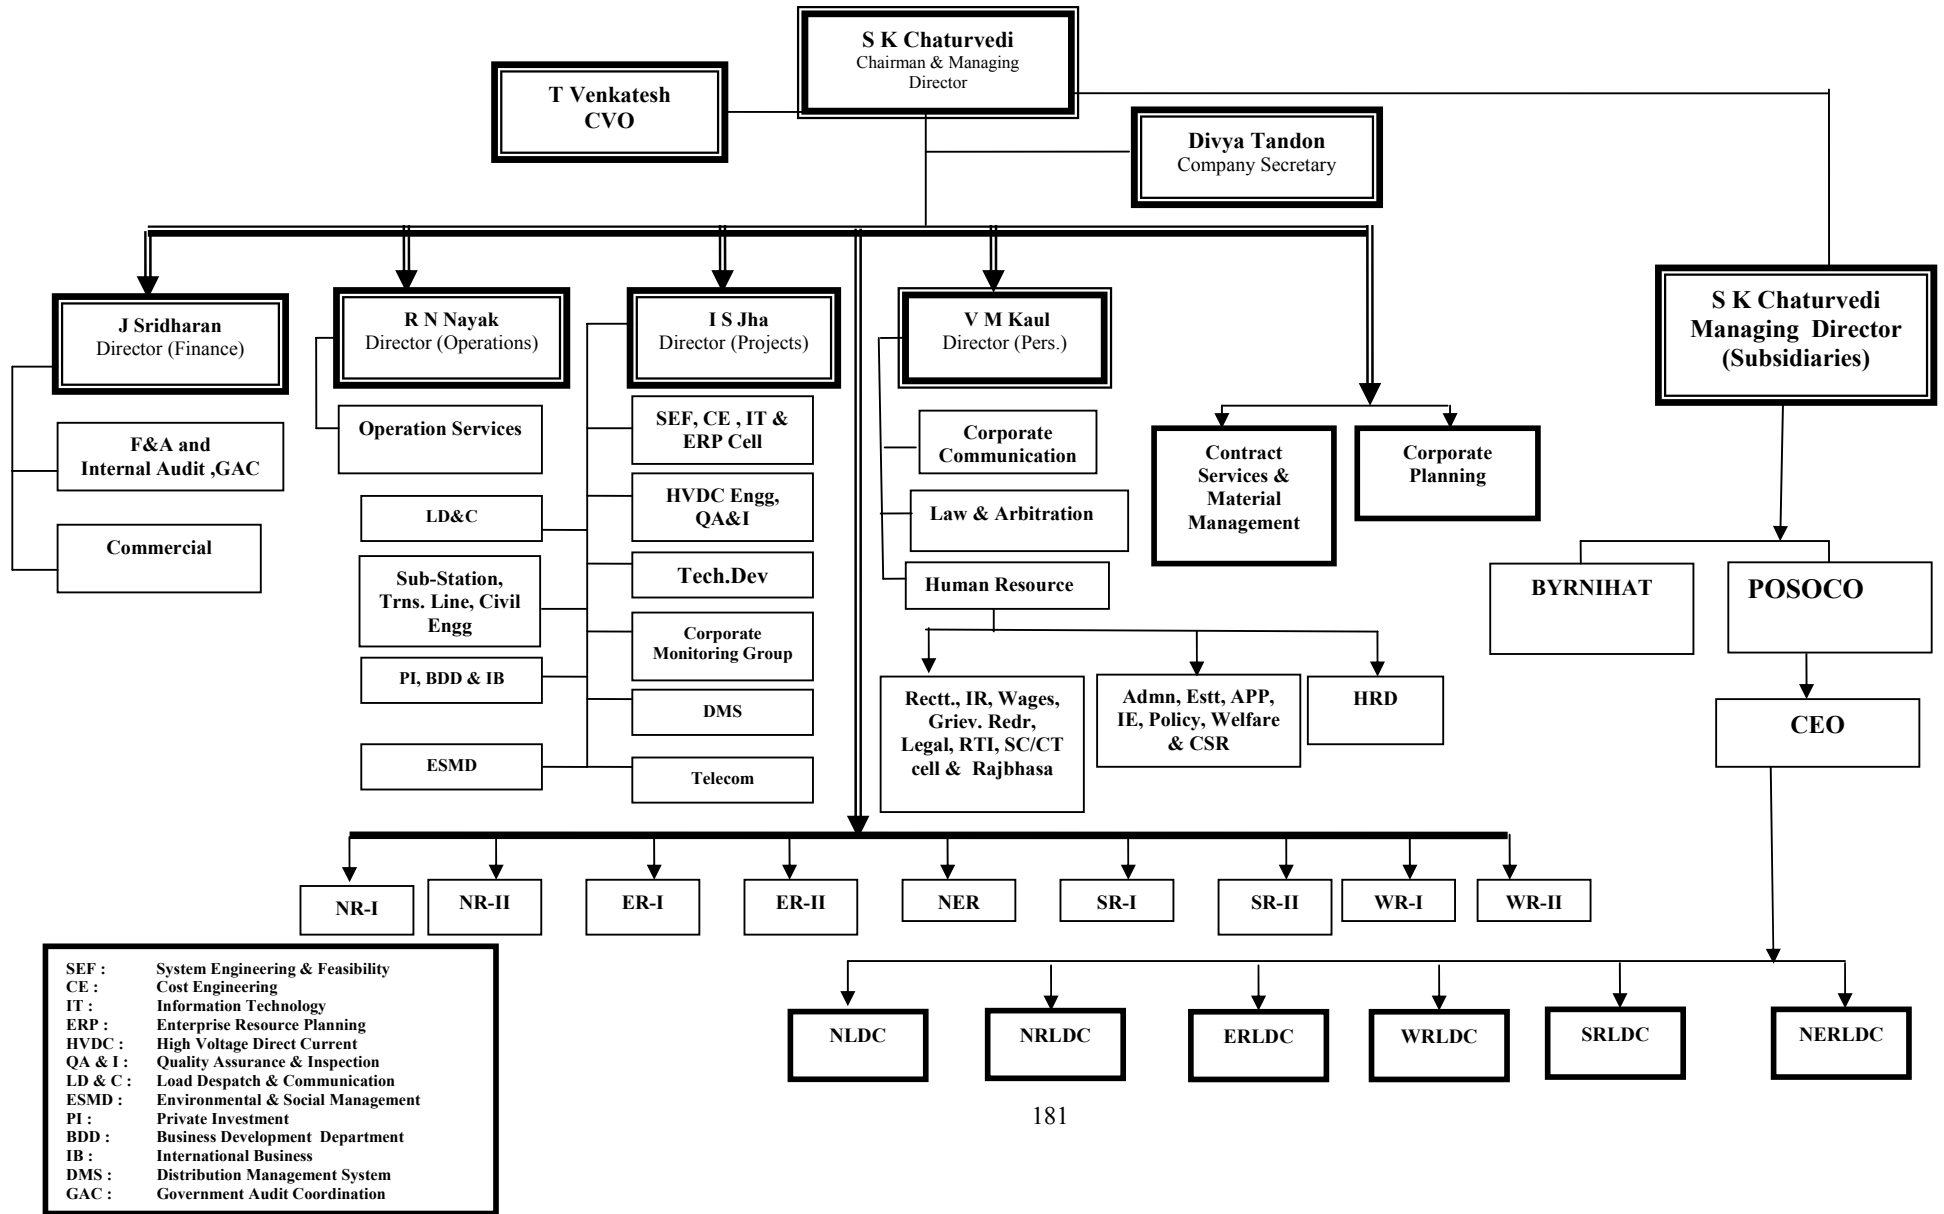 S K Chaturvedi
Chairman & Managing
Director
T Venkatesh
CVO
Divya Tandon
Company Secretary
J Sridharan
Director (Finance)
R N Nayak
Director (Operations)
I S Jha
Director (Projects)
V M Kaul
Director (Pers.)
S K Chaturvedi
Managing Director
(Subsidiaries)
F&A and
Internal Audit ,GAC
Commercial
Operation Services
SEF, CE , IT &
ERP Cell
HVDC Engg,
QA&I
LD&C
Tech.Dev
Sub-Station,
Trns. Line, Civil
Engg
Corporate
Monitoring Group
PI, BDD & IB
DMS
ESMD
Telecom
Corporate
Communication
Law & Arbitration
Human Resource
Rectt., IR, Wages,
Griev. Redr,
Legal, RTI, SC/CT
cell & Rajbhasa
Admn, Estt, APP,
IE, Policy, Welfare
& CSR
HRD
Contract
Services &
Material
Management
Corporate
Planning
BYRNIHAT
POSOCO
CEO
NR-I
NR-II
ER-I
ER-II
NER
SR-I
SR-II
WR-I
WR-II
NLDC
NRLDC
ERLDC
WRLDC
SRLDC
NERLDC
SEF : System Engineering & Feasibility
CE : Cost Engineering
IT : Information Technology
ERP : Enterprise Resource Planning
HVDC : High Voltage Direct Current
QA & I : Quality Assurance & Inspection
LD & C : Load Despatch & Communication
ESMD : Environmental & Social Management
PI : Private Investment
BDD : Business Development Department
IB : International Business
DMS : Distribution Management System
GAC : Government Audit Coordination
181